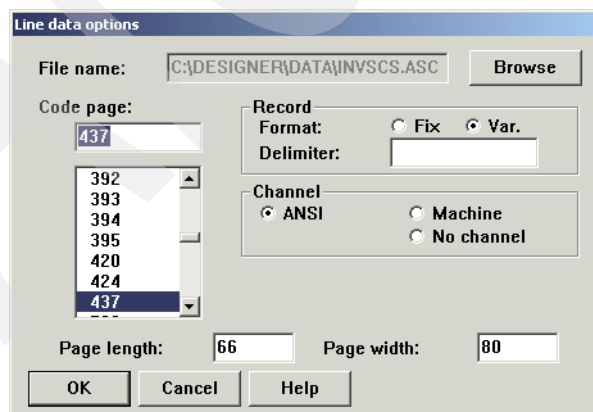 Line data options
File name: C:\DESIGNER\DATA\INVSCS.ASC Browse
Code page:
437
392
393
394
395
420
424
437
Record
Format: Fix Var.
Delimiter:
Channel
ANSI Machine
No channel
Page length: 66 Page width: 80
OK Cancel Help